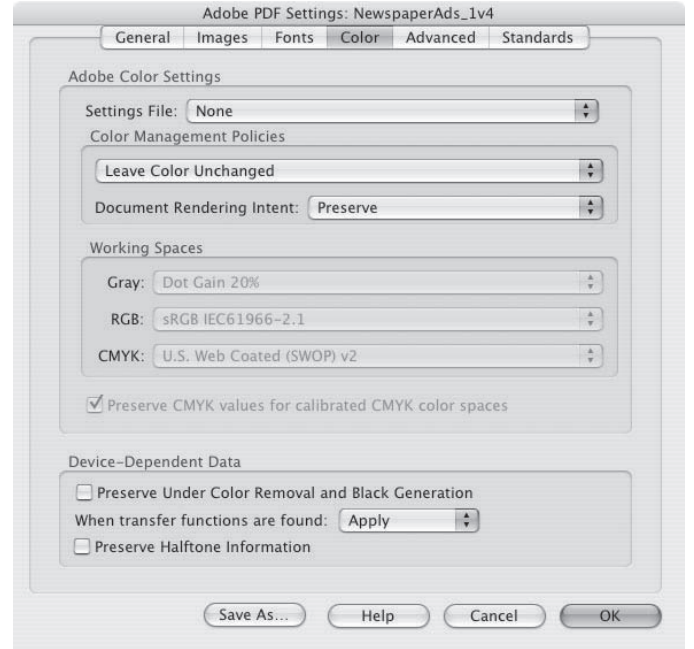 Adobe PDF Settings: NewspaperAds_1v4
General Images Fonts Color Advanced Standards
Adobe Color Settings
Settings File: None
Color Management Policies
Leave Color Unchanged
Document Rendering Intent: Preserve
Working Spaces
Gray: Dot Gain 20%
RGB: sRGB IEC61966-2.1
CMYK: U.S. Web Coated (SWOP) v2
Preserve CMYK values for calibrated CMYK color spaces
Device-Dependent Data
Preserve Under Color Removal and Black Generation
When transfer functions are found: Apply
Preserve Halftone Information
Save As... Help Cancel OK